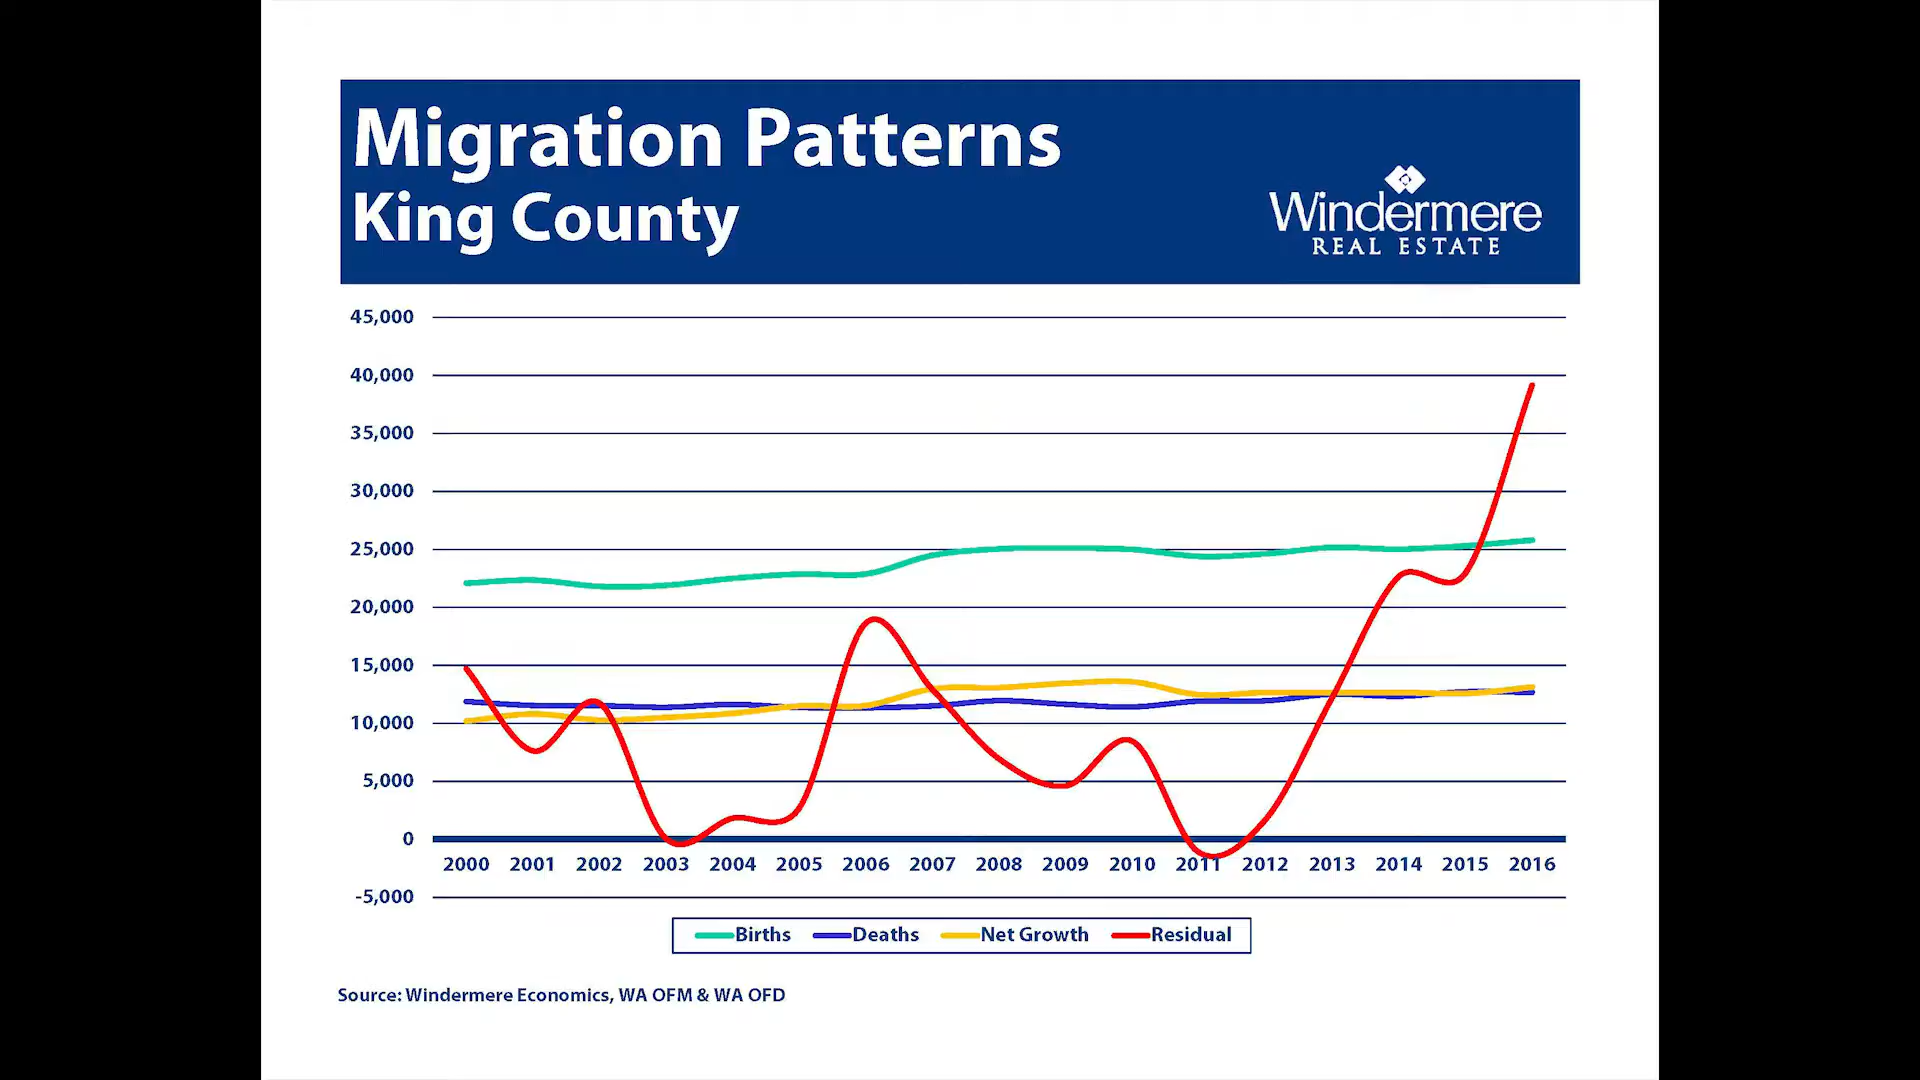 Migration Patterns
King County
Windermere
REAL ESTATE
45,000
40,000
35,000
30,000
25,000
20,000
15,000
10,000
5,000
0
2000 2001 2002 2003 2004 2005 2006 2007 2008 2009 2010 2011 2012 2013 2014 2015 2016
-5,000
Births Deaths Net Growth Residual
Source: Windermere Economics, WA OFM & WA OFD